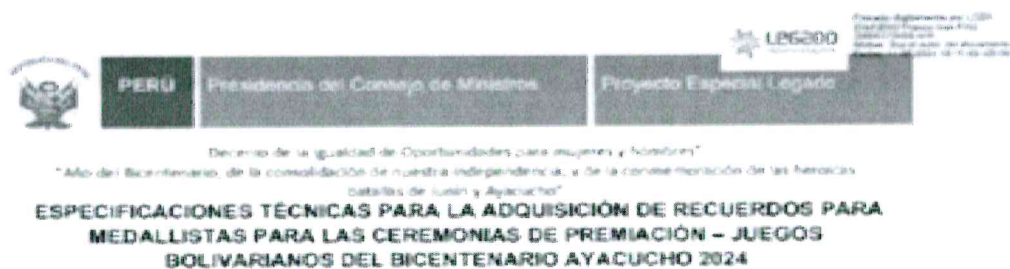 LEGADO
PERÚ
Presidencia del Consejo de Ministros
Proyecto Especial Legado
"Decenio de la Igualdad de Oportunidades para mujeres y hombres"
"Año del Bicentenario, de la consolidación de nuestra independencia, y de la conmemoración de las heroicas
batallas de Junín y Ayacucho"
ESPECIFICACIONES TÉCNICAS PARA LA ADQUISICIÓN DE RECUERDOS PARA
MEDALLISTAS PARA LAS CEREMONIAS DE PREMIACIÓN – JUEGOS
BOLIVARIANOS DEL BICENTENARIO AYACUCHO 2024